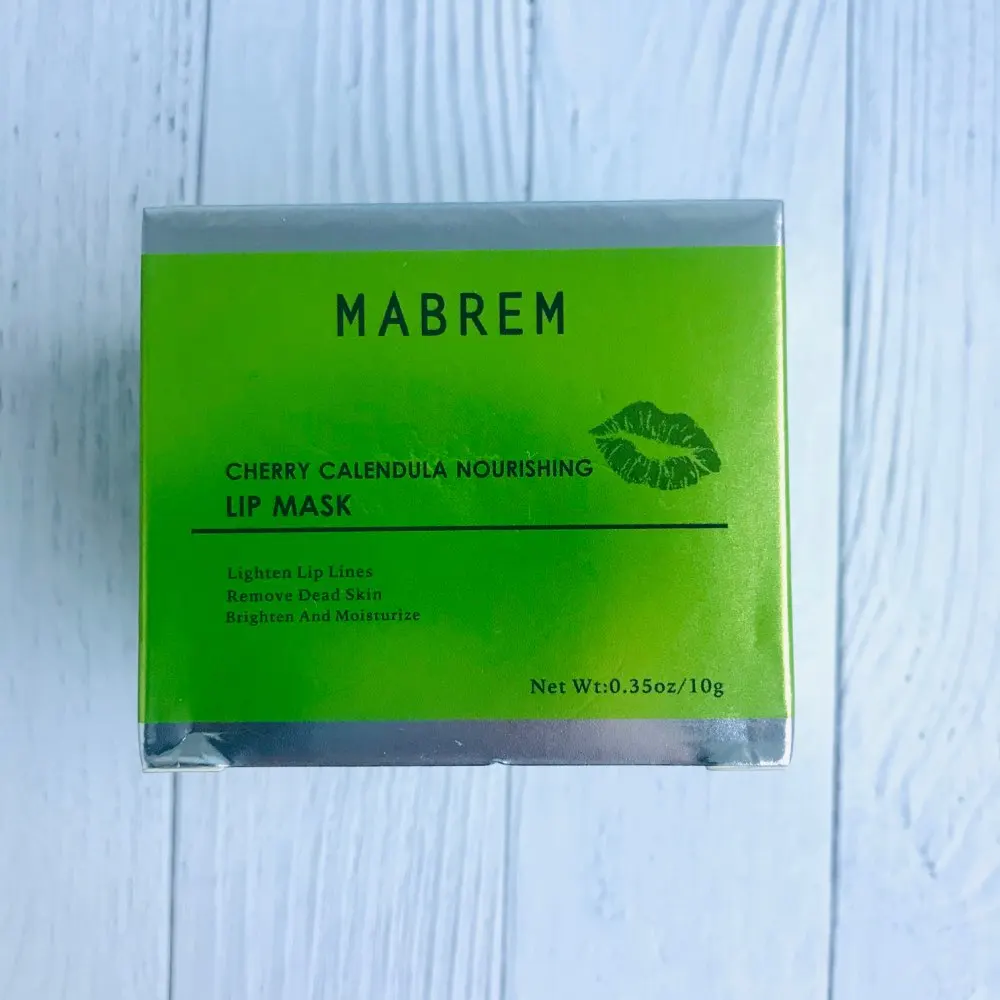 MABREM
CHERRY CALENDULA NOURISHING
LIP MASK
Lighten Lip Lines
Remove Dead Skin
Brighten And Moisturize
Net Wt:0.35oz/10g